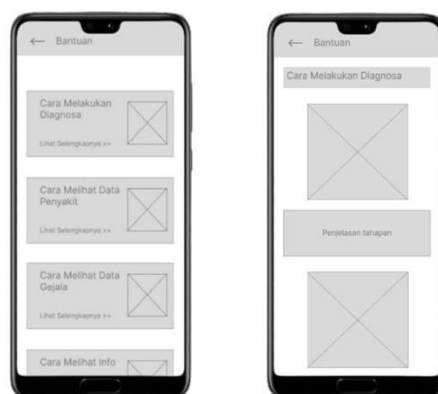 Bantuan
Cara Melakukan
Diagnosa
Lihat Selengkapnya >>
Cara Melihat Data
Penyakit
Lihat Selengkapnya >>
Cara Melihat Data
Gejala
Lihat Selengkapnya >>
Cara Melihat Info
Bantuan
Cara Melakukan Diagnosa
Penjelasan tahapan